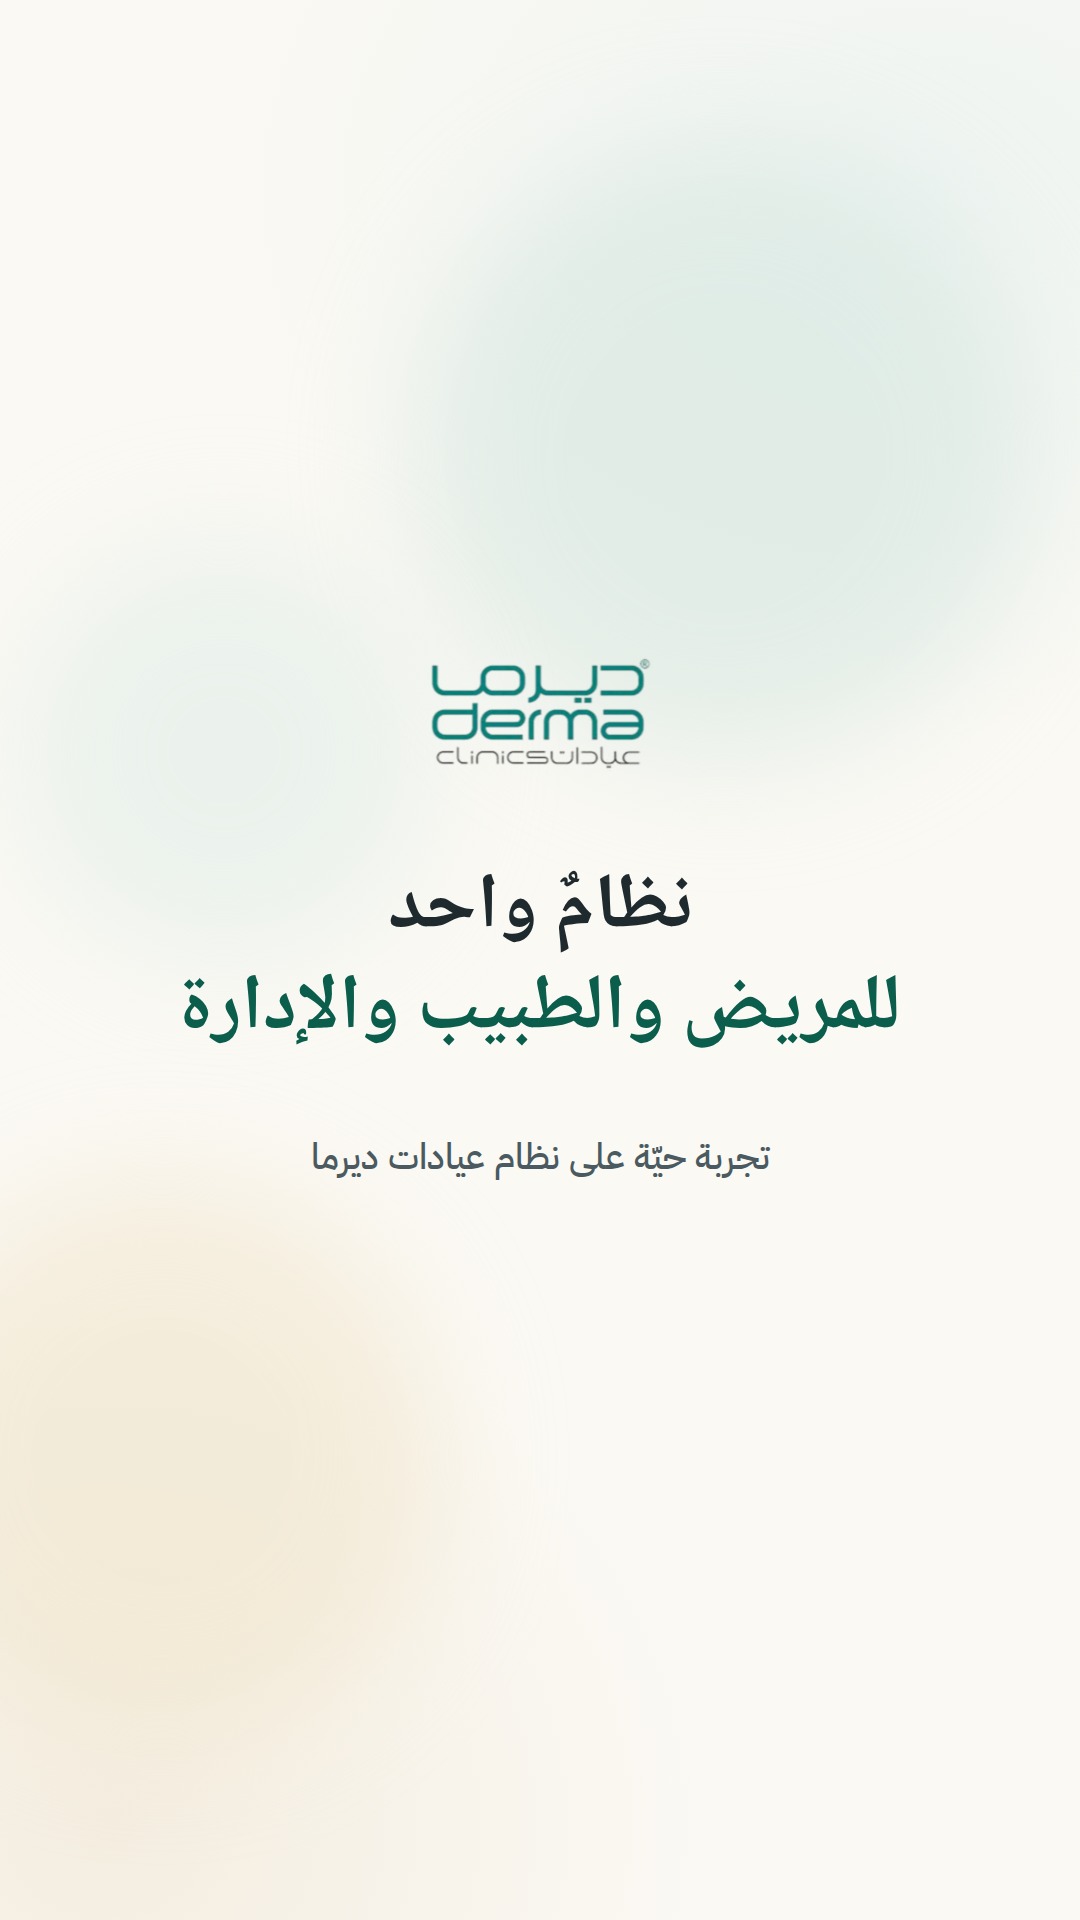 ديرما®
derma
clinics عيادات
نظامٌ واحد
للمريض والطبيب والإدارة
تجربة حيّة على نظام عيادات ديرما